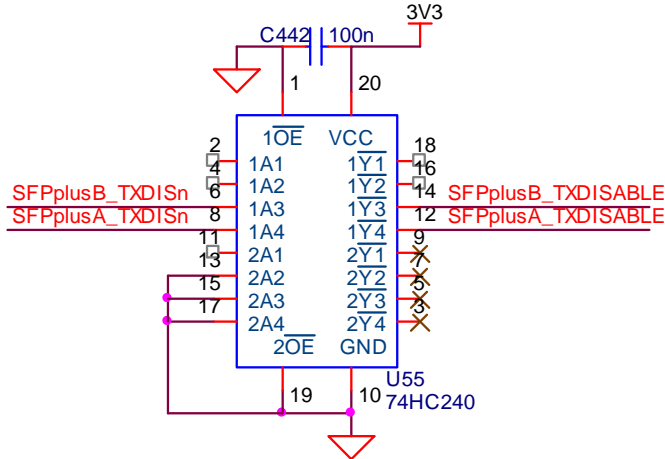 3V3
C442 100n
1 20
1OE VCC
2 1A1 1Y1 18
4 1A2 1Y2 16
SFPplusB_TXDISn 6 1A3 1Y3 14 SFPplusB_TXDISABLE
SFPplusA_TXDISn 8 1A4 1Y4 12 SFPplusA_TXDISABLE
11 2A1 2Y1 9
13 2A2 2Y2 7
15 2A3 2Y3 5
17 2A4 2Y4 3
2OE GND
19 10
U55
74HC240